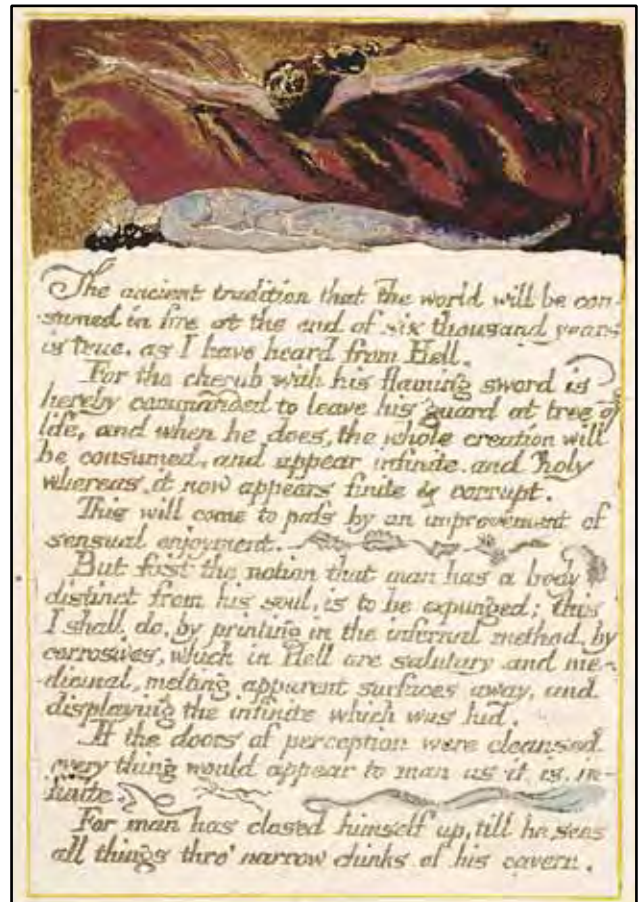 The ancient tradition that the world will be con-
-sumed in fire at the end of six thousand years
is true, as I have heard from Hell.
For the cherub with his flaming sword is
hereby commanded to leave his guard at tree of
life, and when he does, the whole creation will
be consumed, and appear infinite, and holy
whereas it now appears finite & corrupt.
This will come to pass by an improvement of
sensual enjoyment.
But first the notion that man has a body
distinct from his soul, is to be expunged; this
I shall do, by printing in the infernal method, by
corrosives, which in Hell are salutary and me-
-dicinal, melting apparent surfaces away, and
displaying the infinite which was hid.
If the doors of perception were cleansed
every thing would appear to man as it is, in-
finite.
For man has closed himself up, till he sees
all things thro' narrow chinks of his cavern.